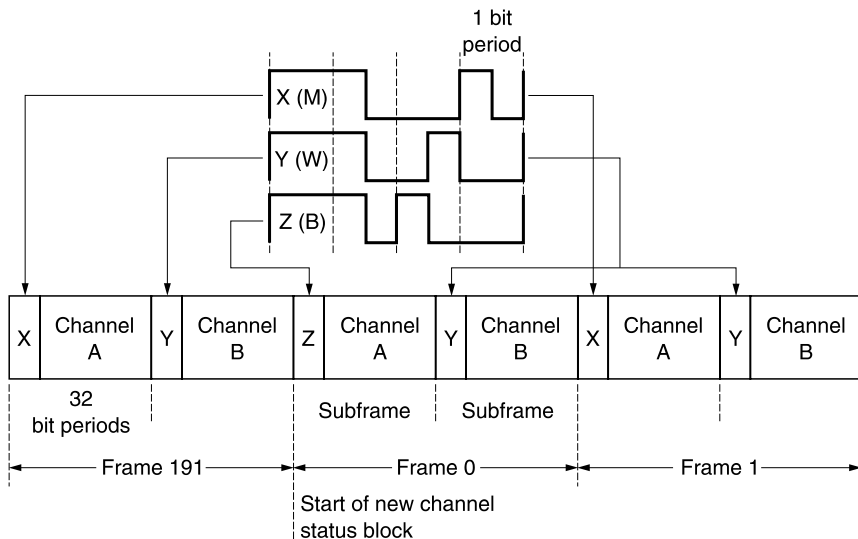 1 bit
period
X (M)
Y (W)
Z (B)
X
Channel
A
Y
Channel
B
Z
Channel
A
Y
Channel
B
X
Channel
A
Y
Channel
B
32
bit periods
Subframe
Subframe
Frame 191
Frame 0
Frame 1
Start of new channel
status block